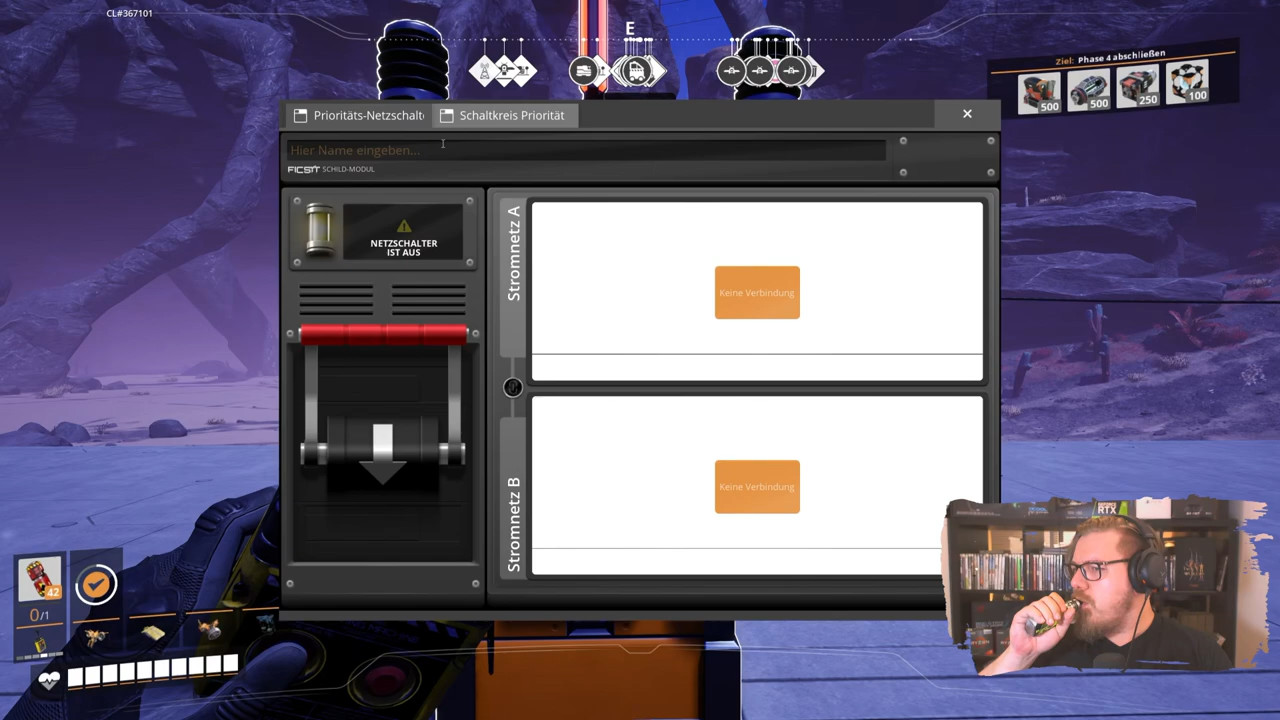 CL#367101
E
Ziel: Phase 4 abschließen
500
500
250
100
Prioritäts-Netzschalt
Schaltkreis Priorität
Hier Name eingeben...
FICSIT SCHILD-MODUL
NETZSCHALTER
IST AUS
Stromnetz A
Keine Verbindung
Stromnetz B
Keine Verbindung
RTX
42
0/1